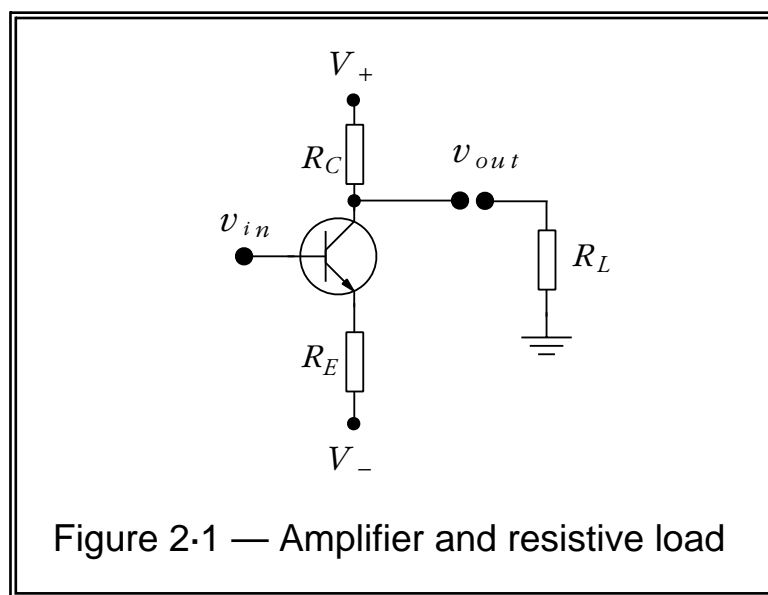 V+
RC
vout
vin
RL
RE
V−
Figure 2·1 — Amplifier and resistive load